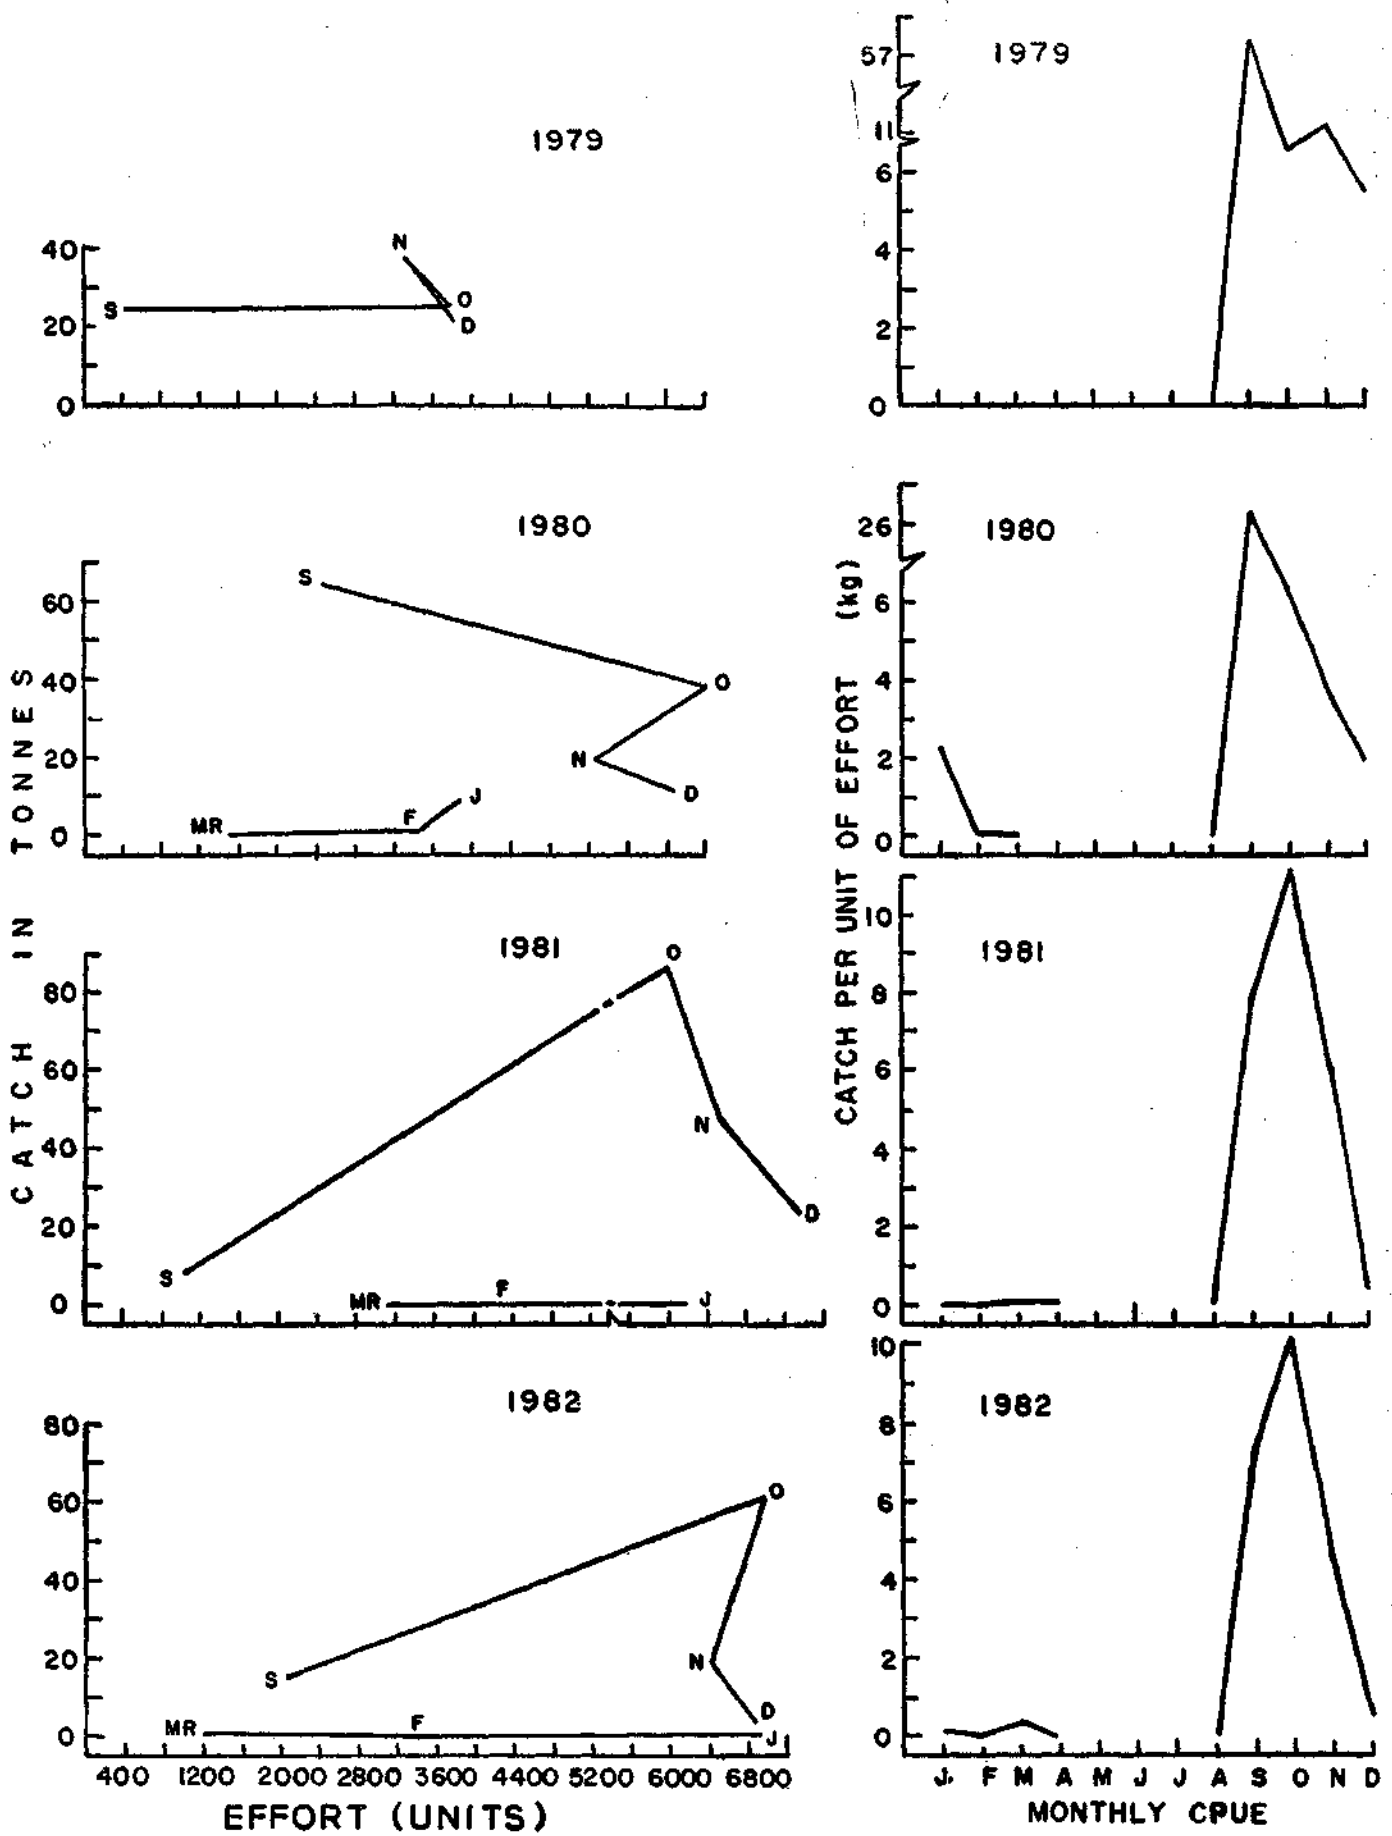 1979
40
20
0
N
S
O
D
1979
57
11
6
4
2
0
1980
60
40
20
0
S
O
N
D
MR
F
J
1980
26
6
4
2
0
1981
80
60
40
20
0
O
N
D
S
MR
F
J
1981
10
8
6
4
2
0
1982
80
60
40
20
0
O
S
N
D
MR
F
J
1982
10
8
6
4
2
0
CATCH IN TONNES
CATCH PER UNIT OF EFFORT (kg)
400 1200 2000 2800 3600 4400 5200 6000 6800
EFFORT (UNITS)
J F M A M J J A S O N D
MONTHLY CPUE